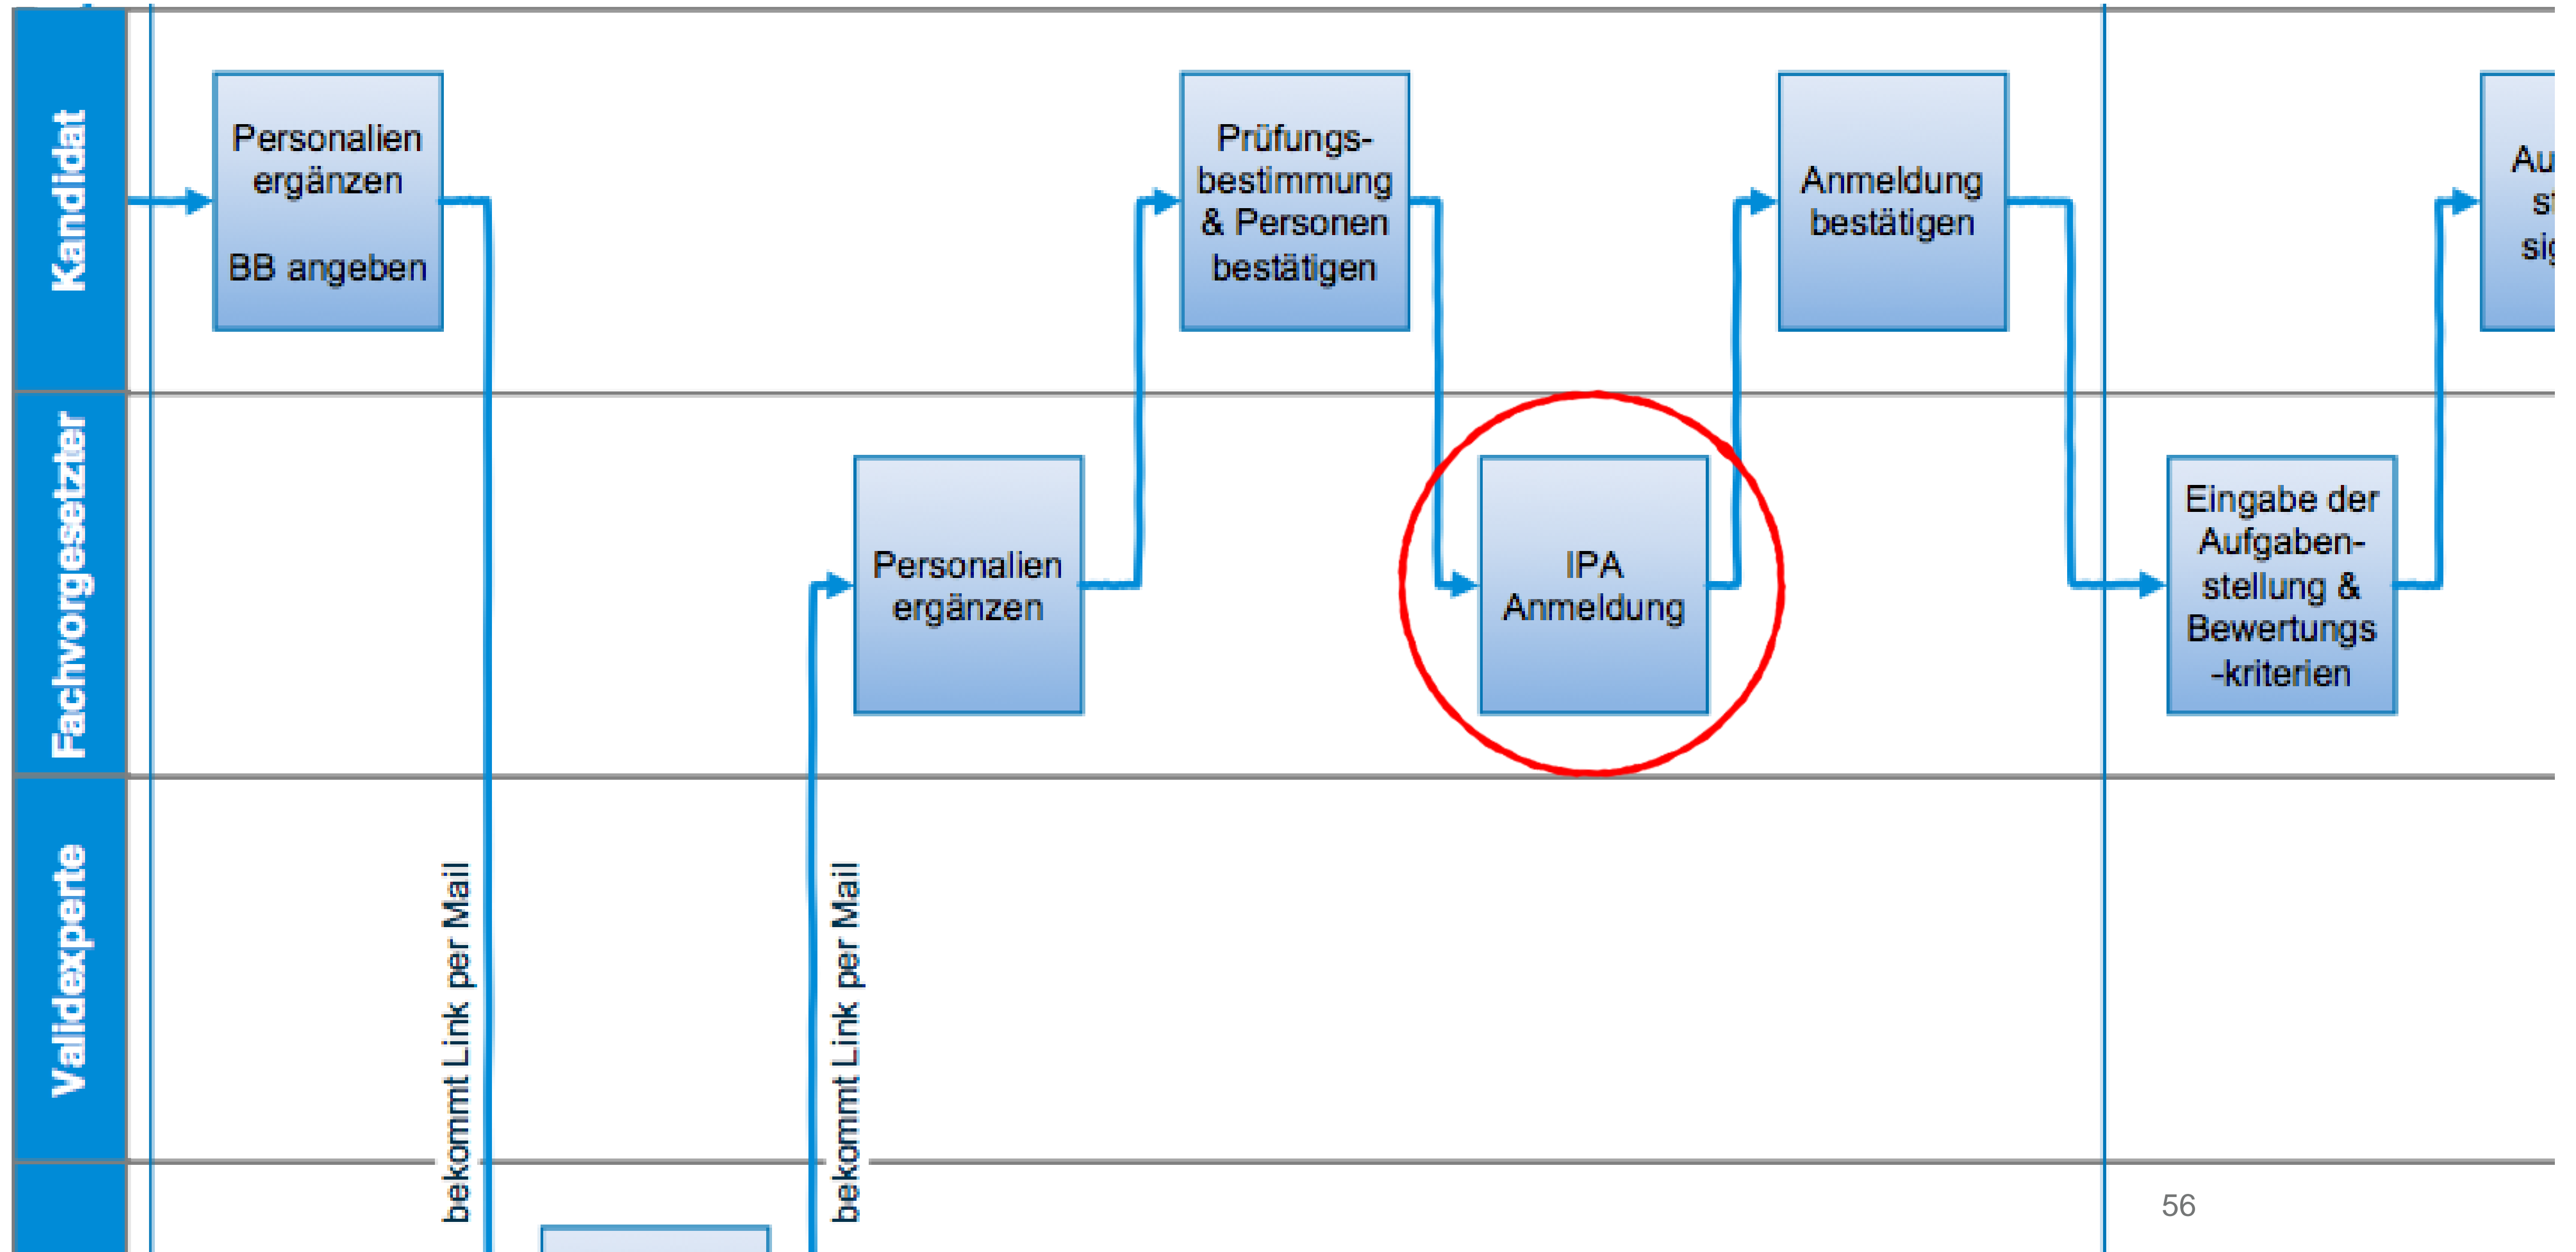 Kandidat
Personalien
ergänzen
BB angeben
Prüfungs-
bestimmung
& Personen
bestätigen
Anmeldung
bestätigen
Fachvorgesetzter
Personalien
ergänzen
IPA
Anmeldung
Eingabe der
Aufgaben-
stellung &
Bewertungs
-kriterien
Validexperte
bekommt Link per Mail
bekommt Link per Mail
56